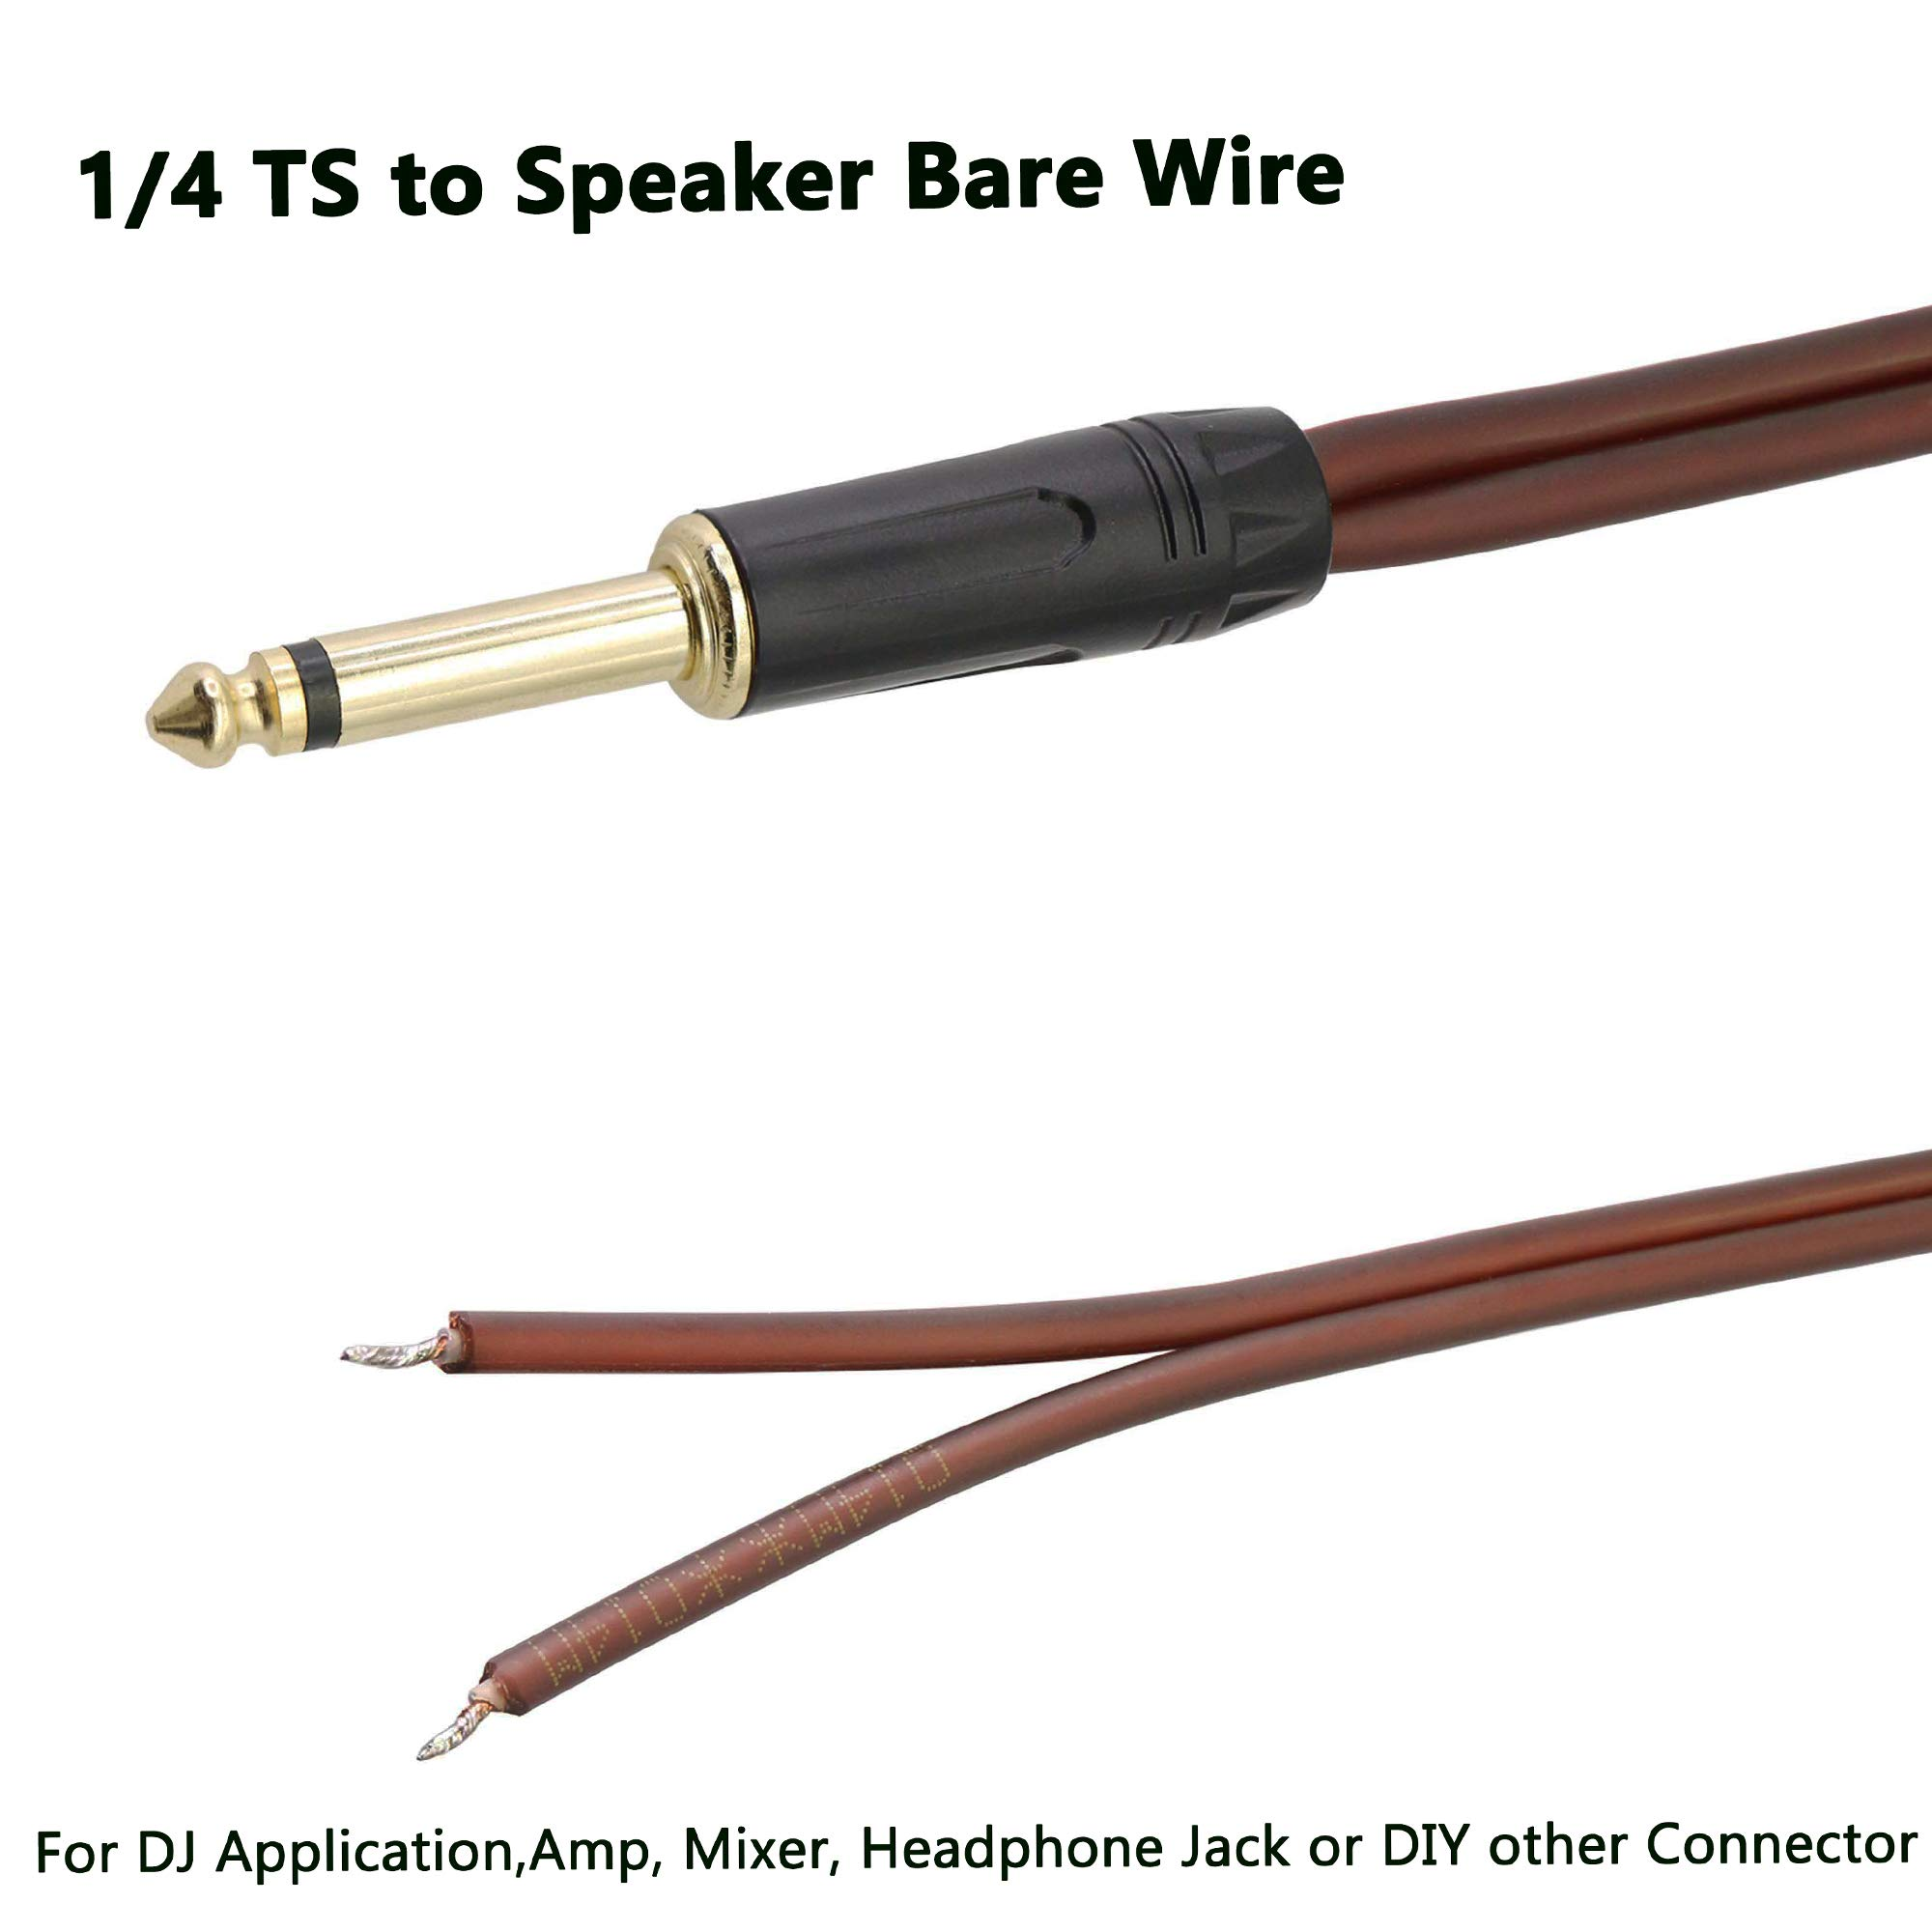 1/4 TS to Speaker Bare Wire
For DJ Application,Amp, Mixer, Headphone Jack or DIY other Connector